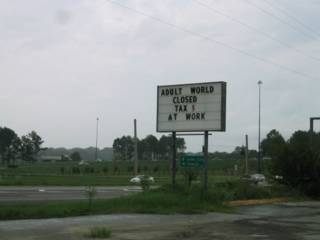 ADULT WORLD
CLOSED
TAX $
AT WORK